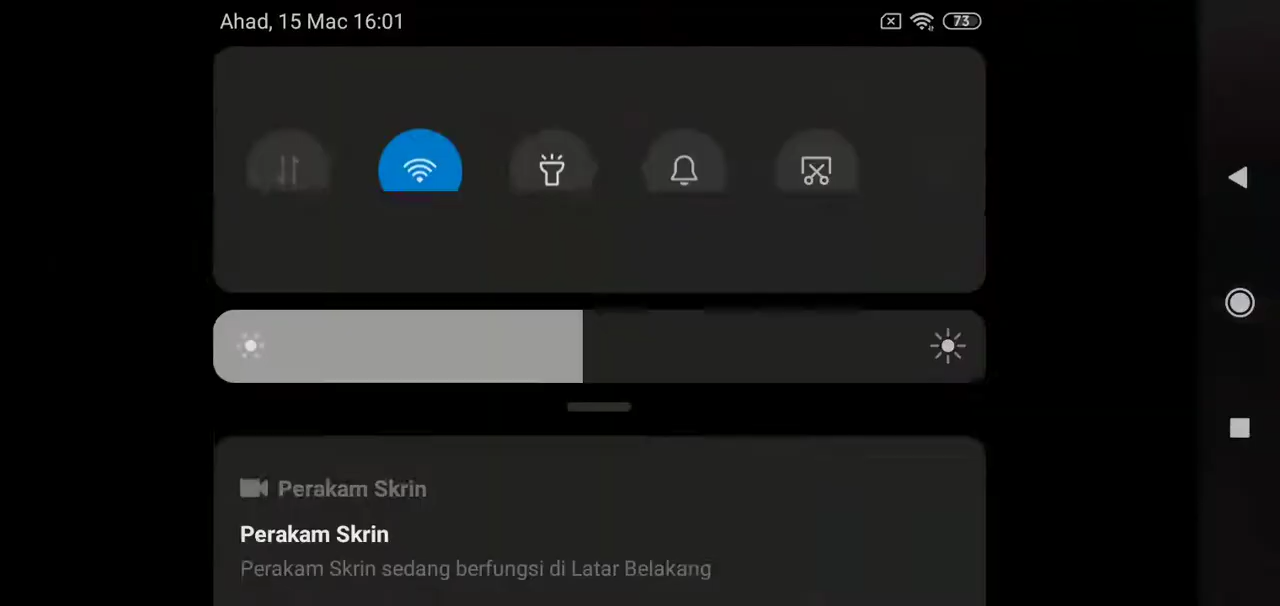 Ahad, 15 Mac 16:01
73
Perakam Skrin
Perakam Skrin
Perakam Skrin sedang berfungsi di Latar Belakang